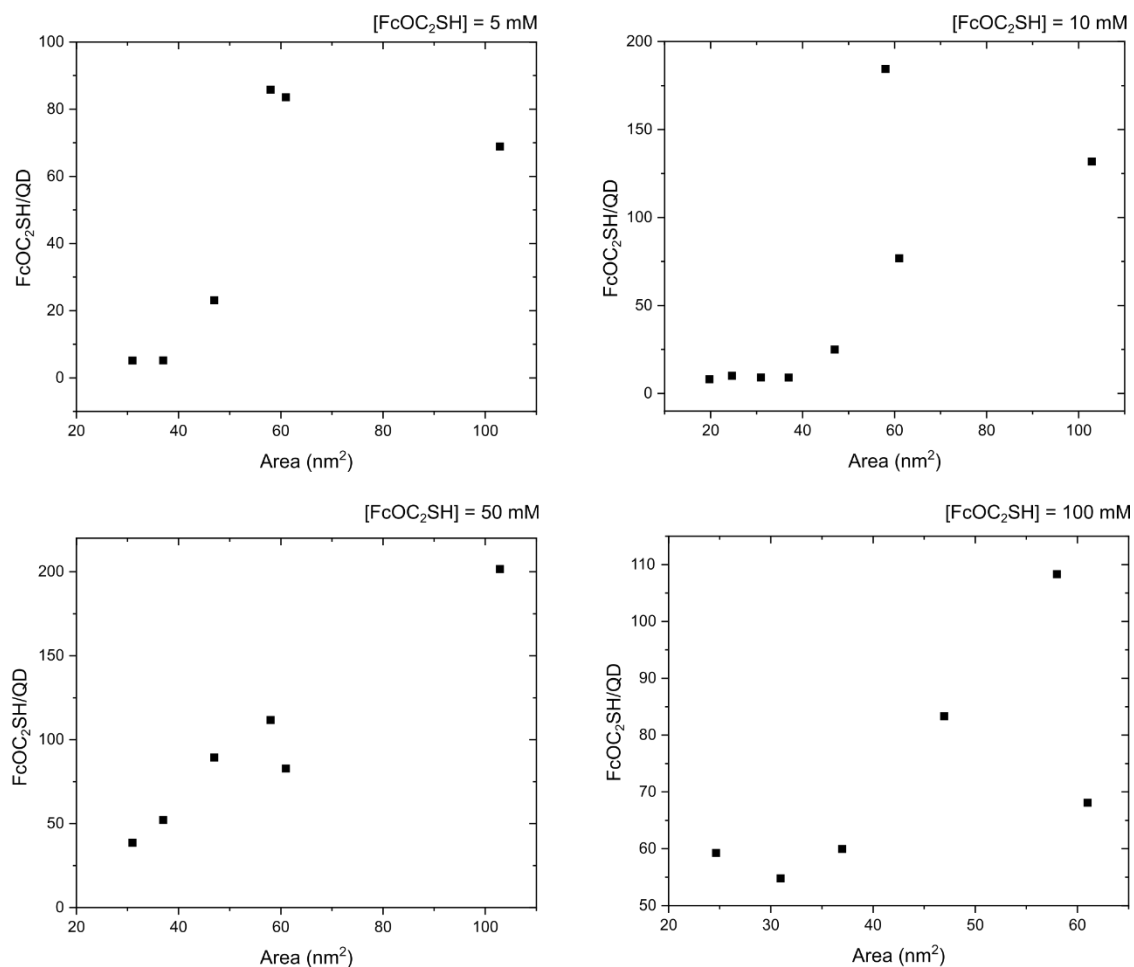 [FcOC₂SH] = 5 mM
100
80
60
40
20
0
FcOC₂SH/QD
20 40 60 80 100
Area (nm²)
[FcOC₂SH] = 10 mM
200
150
100
50
0
FcOC₂SH/QD
20 40 60 80 100
Area (nm²)
[FcOC₂SH] = 50 mM
200
150
100
50
0
FcOC₂SH/QD
20 40 60 80 100
Area (nm²)
[FcOC₂SH] = 100 mM
110
100
90
80
70
60
50
FcOC₂SH/QD
20 30 40 50 60
Area (nm²)